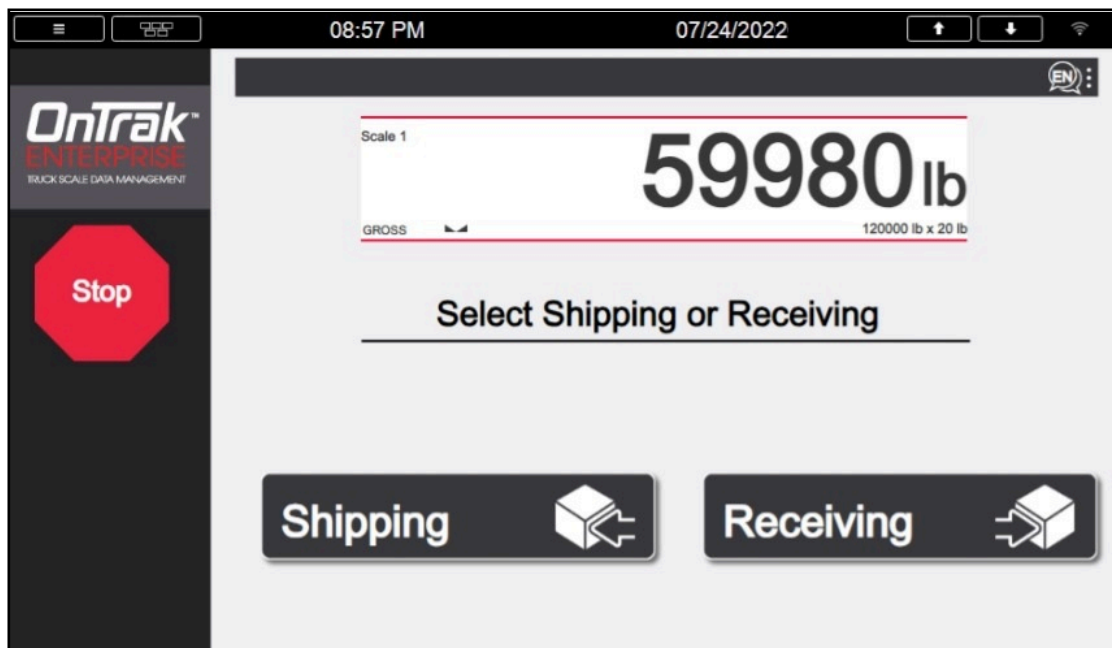 08:57 PM 07/24/2022
EN
OnTrak™
ENTERPRISE
TRUCK SCALE DATA MANAGEMENT
Scale 1
59980 lb
GROSS 120000 lb x 20 lb
Stop
Select Shipping or Receiving
Shipping Receiving